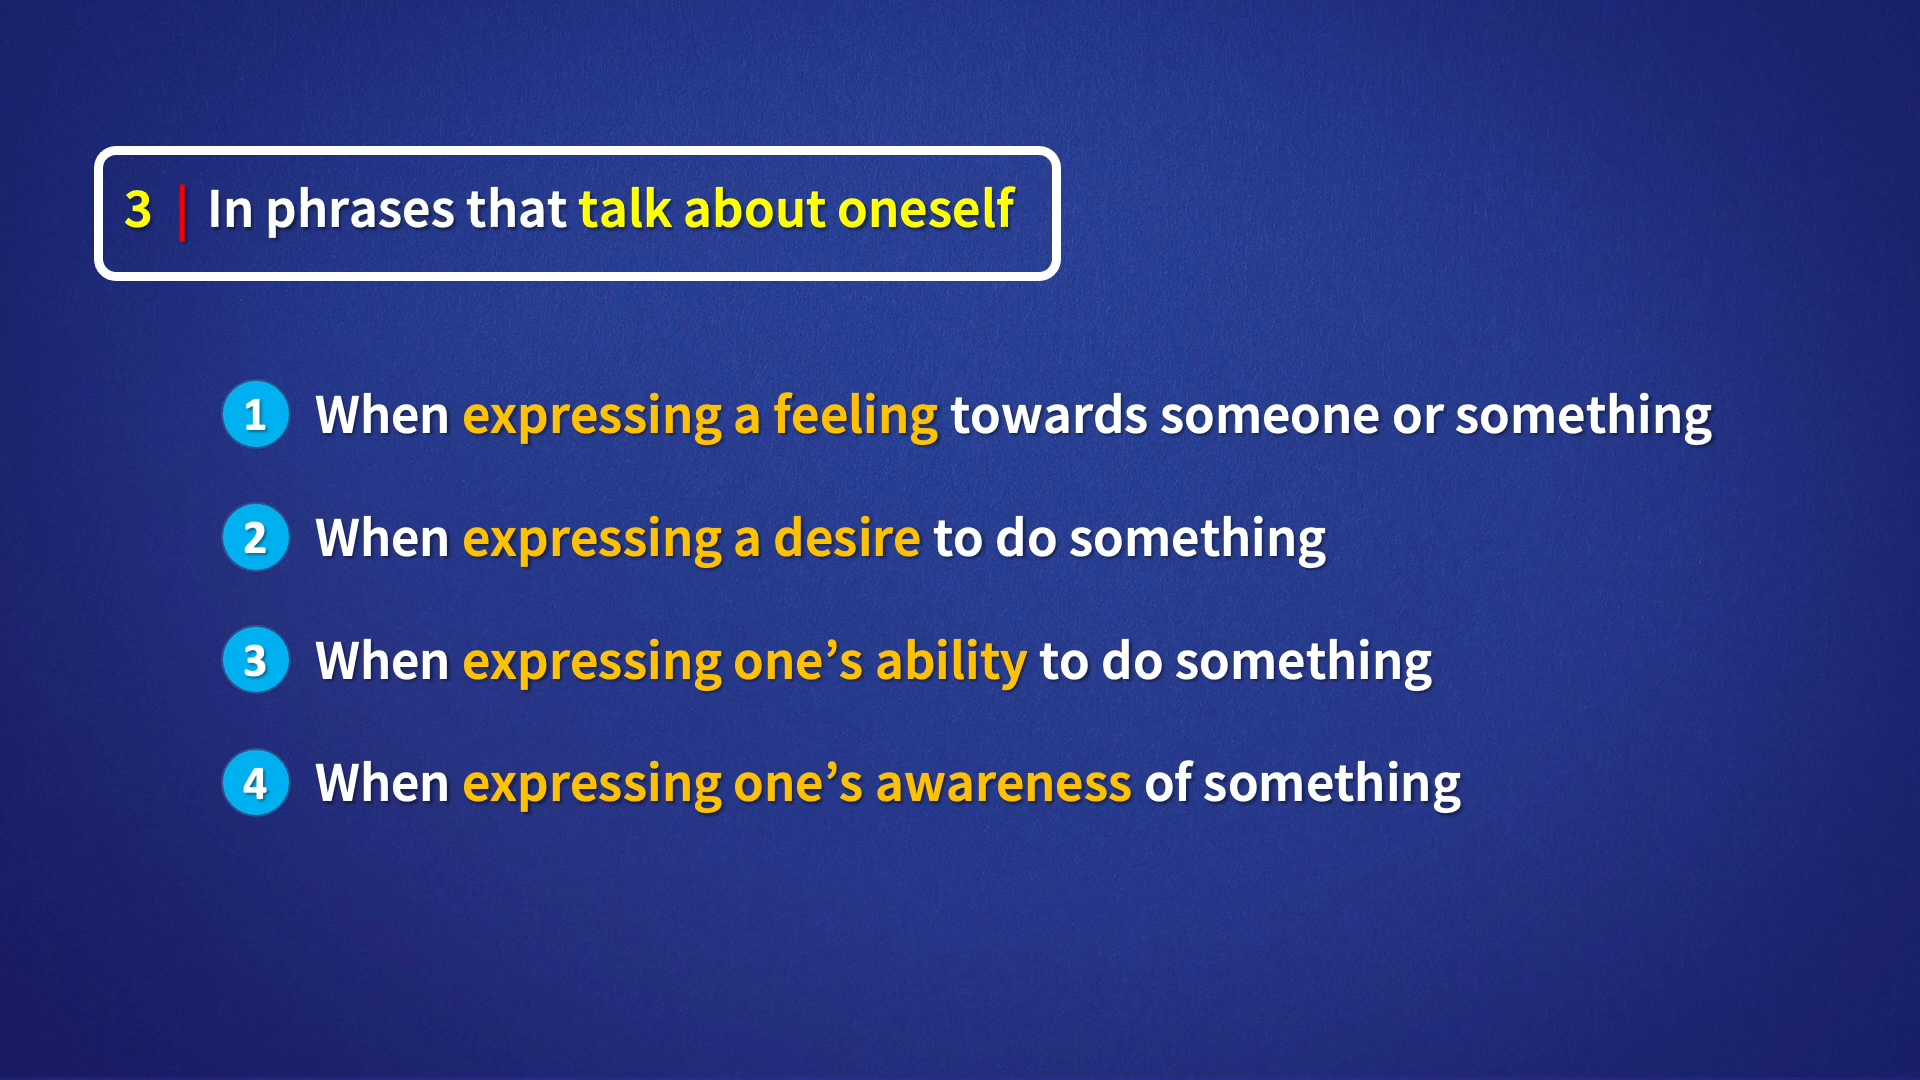 3 | In phrases that talk about oneself
1 When expressing a feeling towards someone or something
2 When expressing a desire to do something
3 When expressing one’s ability to do something
4 When expressing one’s awareness of something